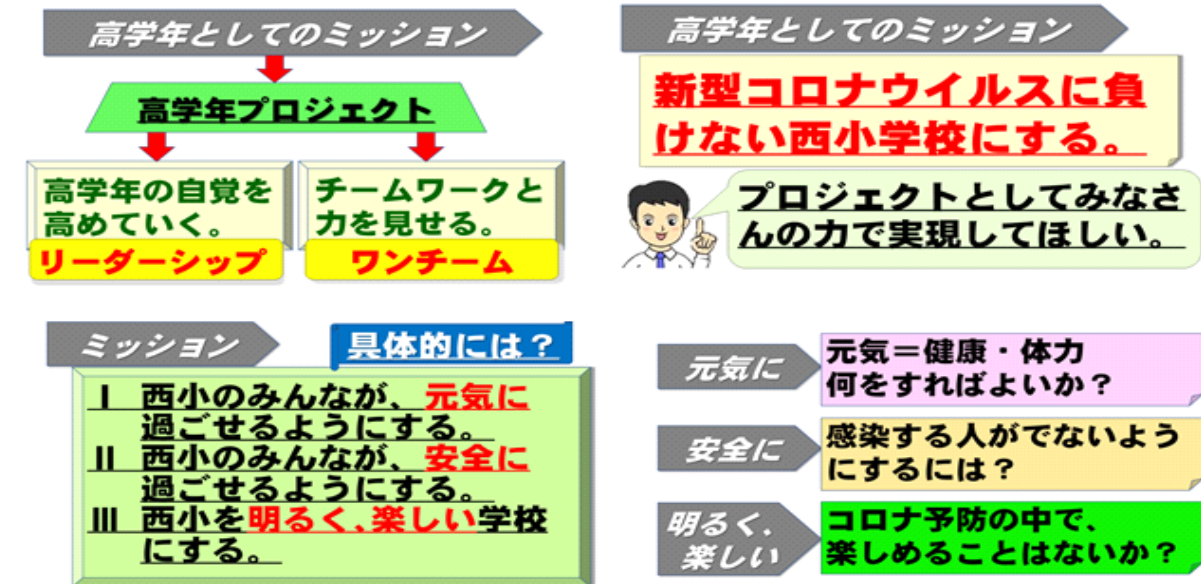 高学年としてのミッション
高学年プロジェクト
高学年の自覚を
高めていく。
リーダーシップ
チームワークと
力を見せる。
ワンチーム
高学年としてのミッション
新型コロナウイルスに負
けない西小学校にする。
プロジェクトとしてみなさ
んの力で実現してほしい。
ミッション
具体的には？
Ⅰ 西小のみんなが、元気に
過ごせるようにする。
Ⅱ 西小のみんなが、安全に
過ごせるようにする。
Ⅲ 西小を明るく、楽しい学校
にする。
元気に
元気＝健康・体力
何をすればよいか？
安全に
感染する人がでないよう
にするには？
明るく、
楽しい
コロナ予防の中で、
楽しめることはないか？